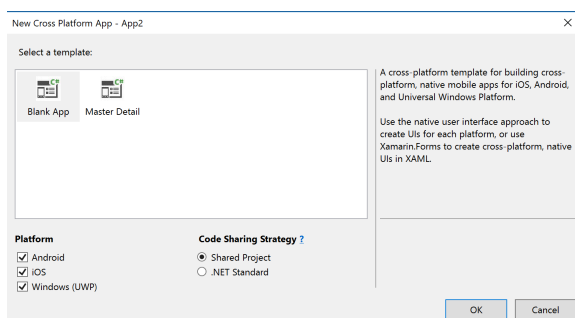 New Cross Platform App - App2
Select a template:
C#
C#
Blank App
Master Detail
A cross-platform template for building cross-
platform, native mobile apps for iOS, Android,
and Universal Windows Platform.
Use the native user interface approach to
create UIs for each platform, or use
Xamarin.Forms to create cross-platform, native
UIs in XAML.
Platform
Android
iOS
Windows (UWP)
Code Sharing Strategy ?
Shared Project
.NET Standard
OK
Cancel